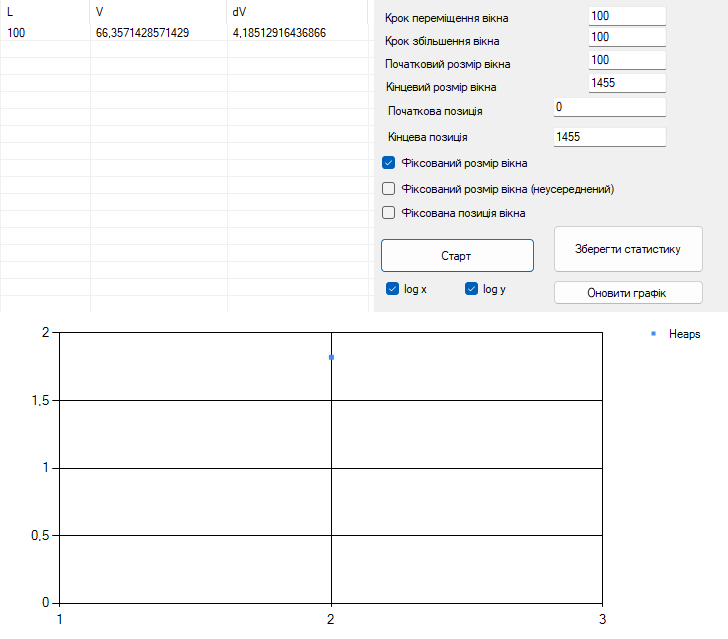 L V dV
100 66,3571428571429 4,18512916436866
Крок переміщення вікна 100
Крок збільшення вікна 100
Початковий розмір вікна 100
Кінцевий розмір вікна 1455
Початкова позиція 0
Кінцева позиція 1455
Фіксований розмір вікна
Фіксований розмір вікна (неусереднений)
Фіксована позиція вікна
Старт
Зберегти статистику
log x log y
Оновити графік
2
1,5
1
0,5
0
1 2 3
Heaps